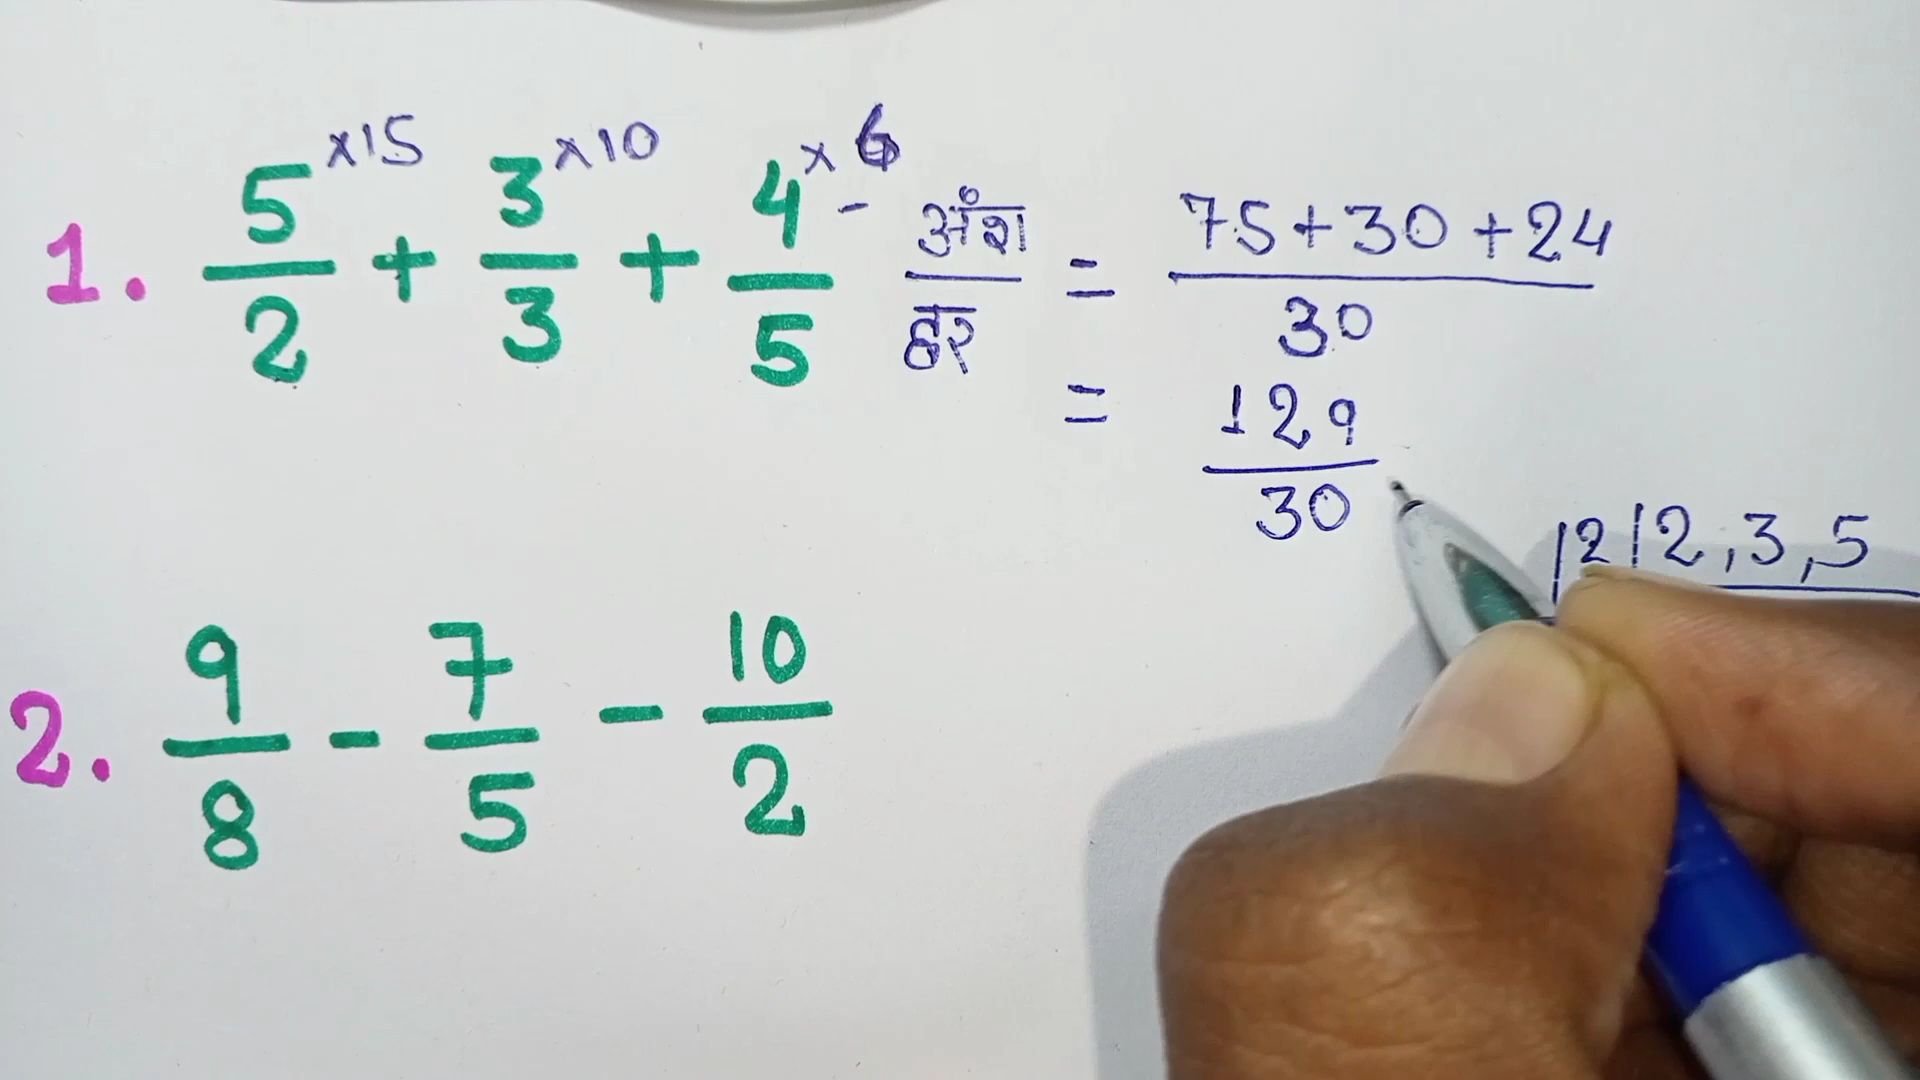 1. 5/2 ×15 + 3/3 ×10 + 4/5 × 6 - अंश/हर = 75+30+24/30
= 129/30
2 | 2,3,5
2. 9/8 - 7/5 - 10/2